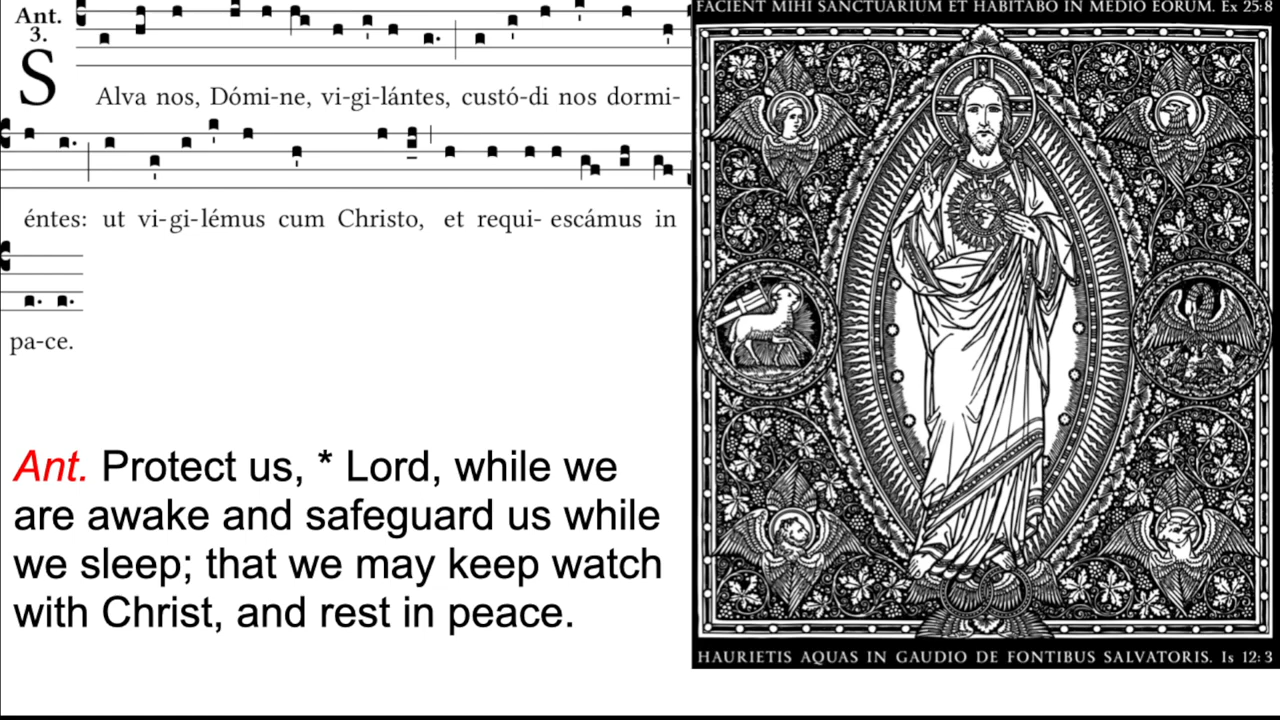 Ant.
3.
SAlva nos, Dómi-ne, vi-gi-lántes, custó-di nos dormi-
éntes: ut vi-gi-lémus cum Christo, et requi- escámus in
pa-ce.
Ant. Protect us, * Lord, while we
are awake and safeguard us while
we sleep; that we may keep watch
with Christ, and rest in peace.
FACIENT MIHI SANCTUARIUM ET HABITABO IN MEDIO EORUM. Ex 25:8
HAURIETIS AQUAS IN GAUDIO DE FONTIBUS SALVATORIS. Is 12:3